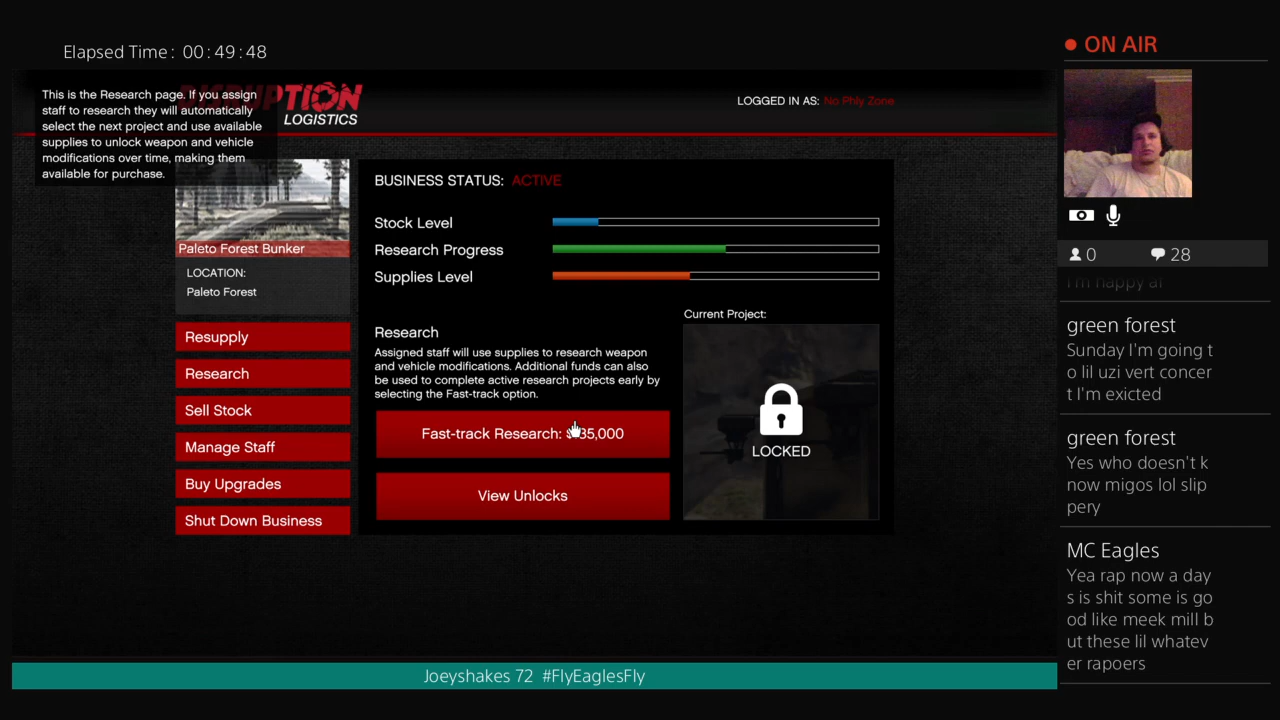 Elapsed Time: 00:49:48
This is the Research page. If you assign
staff to research they will automatically
select the next project and use available
supplies to unlock weapon and vehicle
modifications over time, making them
available for purchase.
LOGISTICS
LOGGED IN AS: No Phly Zone
Paleto Forest Bunker
LOCATION:
Paleto Forest
Resupply
Research
Sell Stock
Manage Staff
Buy Upgrades
Shut Down Business
BUSINESS STATUS: ACTIVE
Stock Level
Research Progress
Supplies Level
Research
Assigned staff will use supplies to research weapon
and vehicle modifications. Additional funds can also
be used to complete active research projects early by
selecting the Fast-track option.
Fast-track Research:
View Unlocks
Current Project:
LOCKED
Joeyshakes 72 #FlyEaglesFly
ON AIR
0
28
green forest
Sunday I'm going t
o lil uzi vert concer
t I'm exicted
green forest
Yes who doesn't k
now migos lol slip
pery
MC Eagles
Yea rap now a day
s is shit some is go
od like meek mill b
ut these lil whatev
er rapoers